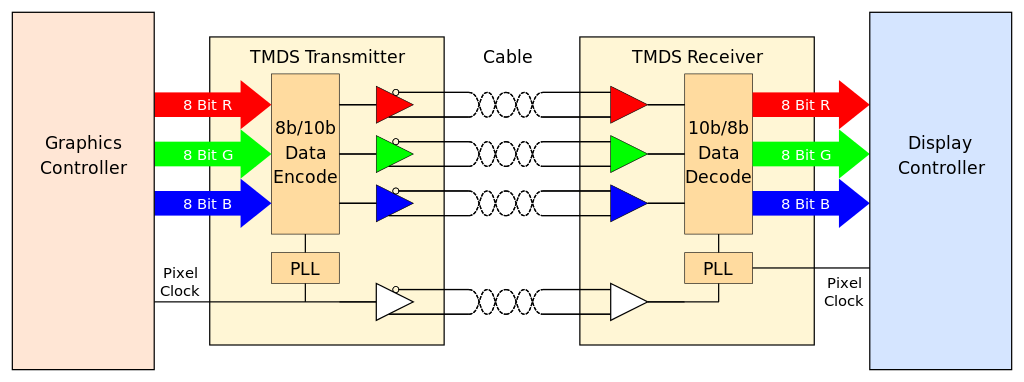 TMDS Transmitter
Cable
TMDS Receiver
Graphics
Controller
8 Bit R
8 Bit G
8 Bit B
8b/10b
Data
Encode
PLL
Pixel
Clock
10b/8b
Data
Decode
PLL
8 Bit R
8 Bit G
8 Bit B
Pixel
Clock
Display
Controller